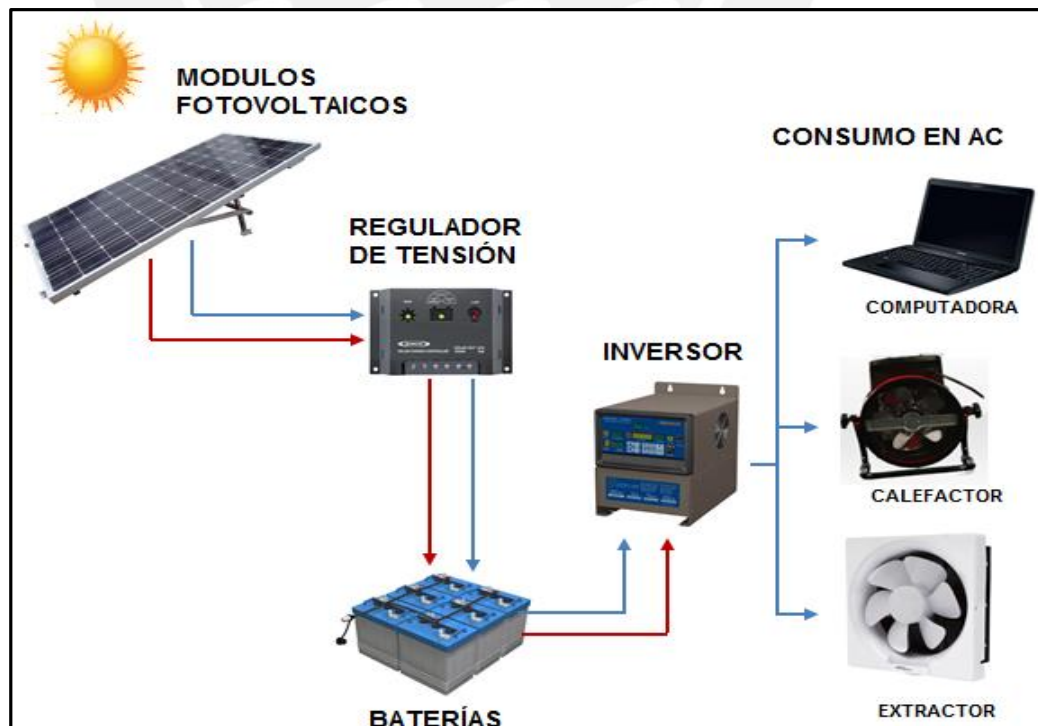 MODULOS
FOTOVOLTAICOS
CONSUMO EN AC
REGULADOR
DE TENSIÓN
COMPUTADORA
INVERSOR
CALEFACTOR
BATERÍAS
EXTRACTOR